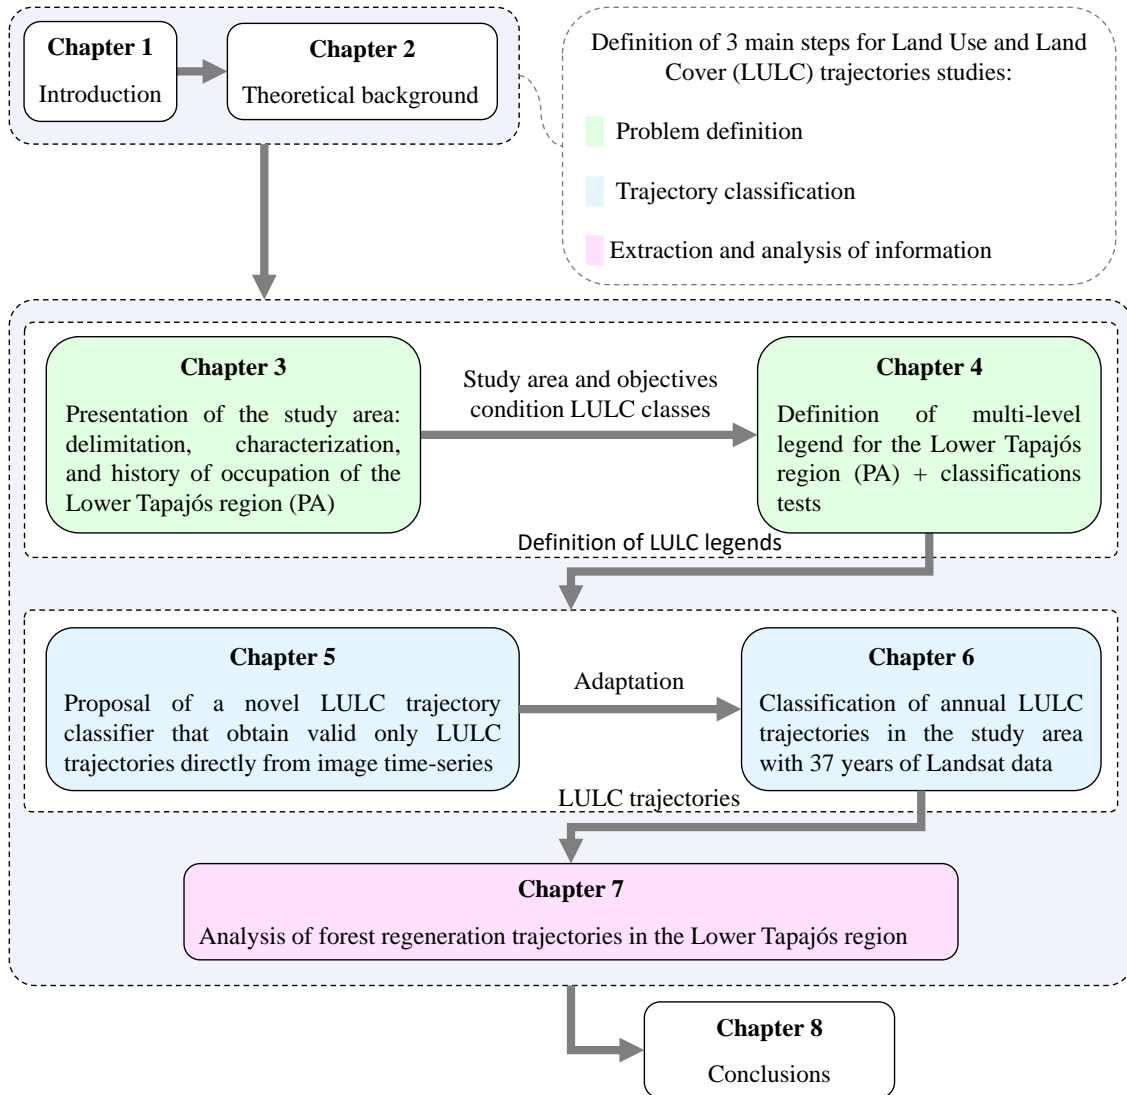 Chapter 1
Introduction
Chapter 2
Theoretical background
Definition of 3 main steps for Land Use and Land
Cover (LULC) trajectories studies:
Problem definition
Trajectory classification
Extraction and analysis of information
Chapter 3
Presentation of the study area:
delimitation, characterization,
and history of occupation of the
Lower Tapajós region (PA)
Study area and objectives
condition LULC classes
Chapter 4
Definition of multi-level
legend for the Lower Tapajós
region (PA) + classifications
tests
Definition of LULC legends
Chapter 5
Proposal of a novel LULC trajectory
classifier that obtain valid only LULC
trajectories directly from image time-series
Adaptation
Chapter 6
Classification of annual LULC
trajectories in the study area
with 37 years of Landsat data
LULC trajectories
Chapter 7
Analysis of forest regeneration trajectories in the Lower Tapajós region
Chapter 8
Conclusions